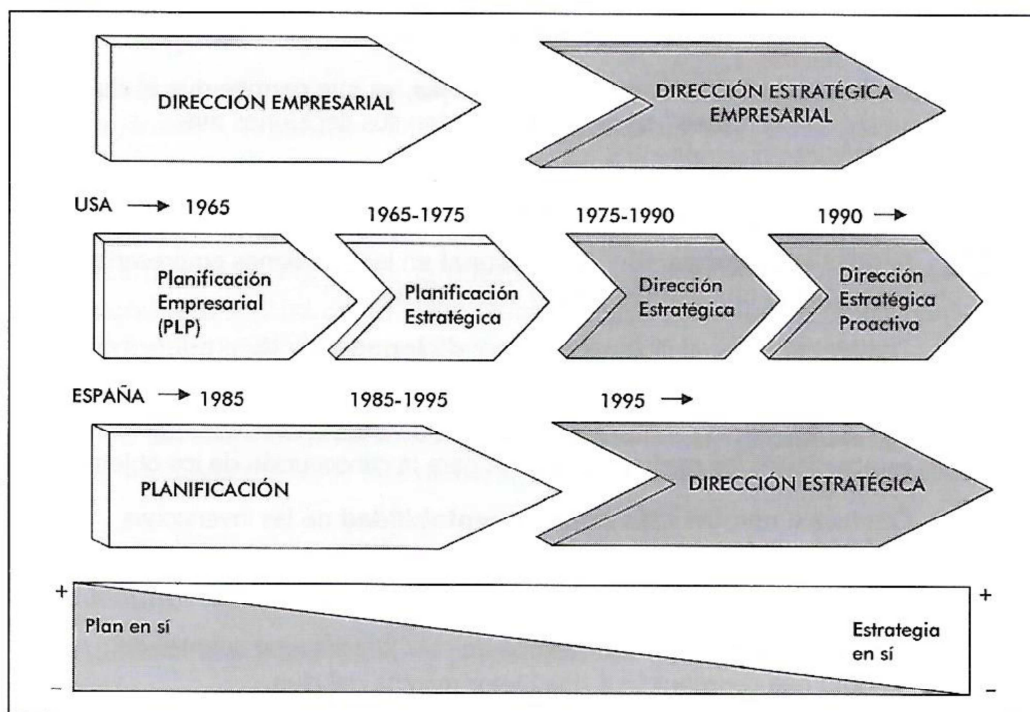 DIRECCIÓN EMPRESARIAL
DIRECCIÓN ESTRATÉGICA
EMPRESARIAL
USA → 1965
1965-1975
1975-1990
1990 →
Planificación
Empresarial
(PLP)
Planificación
Estratégica
Dirección
Estratégica
Dirección
Estratégica
Proactiva
ESPAÑA → 1985
1985-1995
1995 →
PLANIFICACIÓN
DIRECCIÓN ESTRATÉGICA
+
+
Plan en sí
Estrategia
en sí
–
–